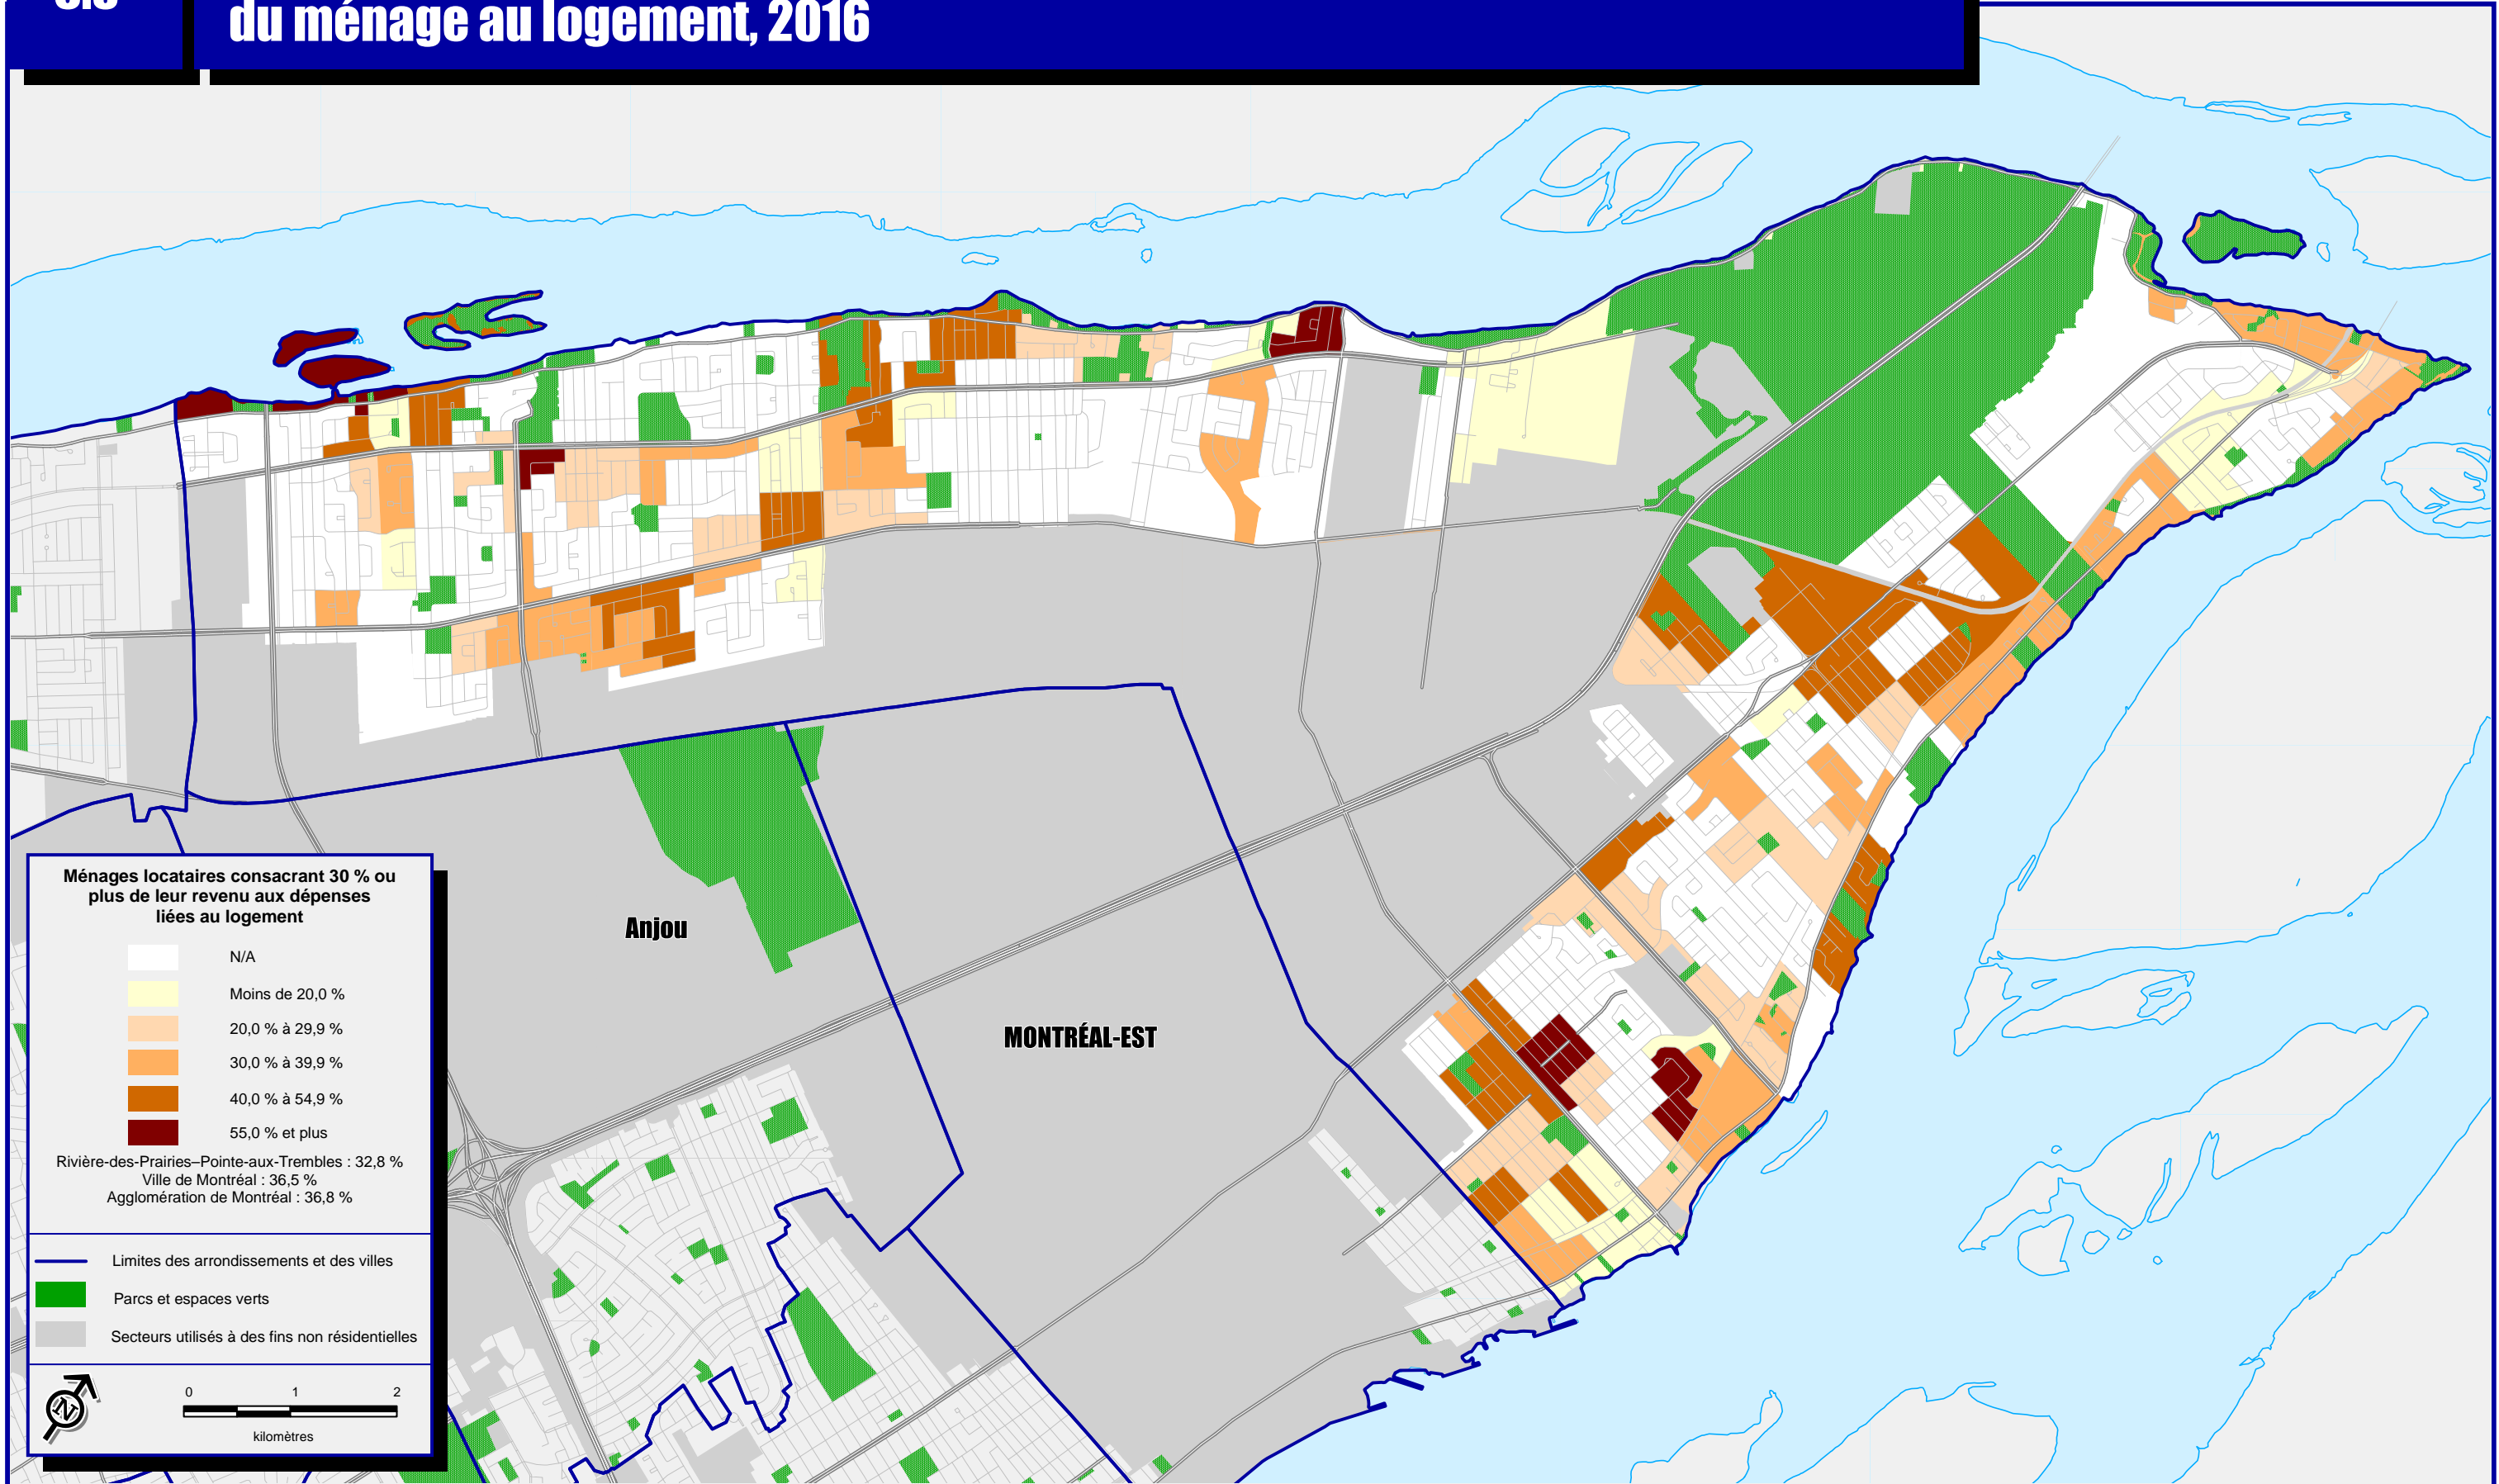 du ménage au logement, 2016
Anjou
MONTRÉAL-EST
Ménages locataires consacrant 30 % ou
plus de leur revenu aux dépenses
liées au logement
N/A
Moins de 20,0 %
20,0 % à 29,9 %
30,0 % à 39,9 %
40,0 % à 54,9 %
55,0 % et plus
Rivière-des-Prairies–Pointe-aux-Trembles : 32,8 %
Ville de Montréal : 36,5 %
Agglomération de Montréal : 36,8 %
Limites des arrondissements et des villes
Parcs et espaces verts
Secteurs utilisés à des fins non résidentielles
N
0 1 2
kilomètres